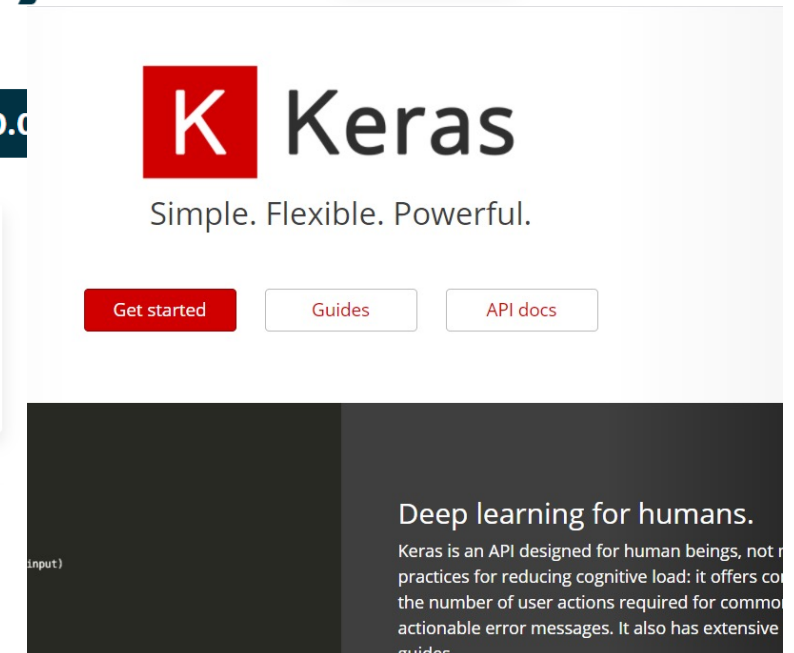 K Keras
Simple. Flexible. Powerful.
Get started
Guides
API docs
input)
Deep learning for humans.
Keras is an API designed for human beings, not
practices for reducing cognitive load: it offers
the number of user actions required for
actionable error messages. It also has extensive
guides